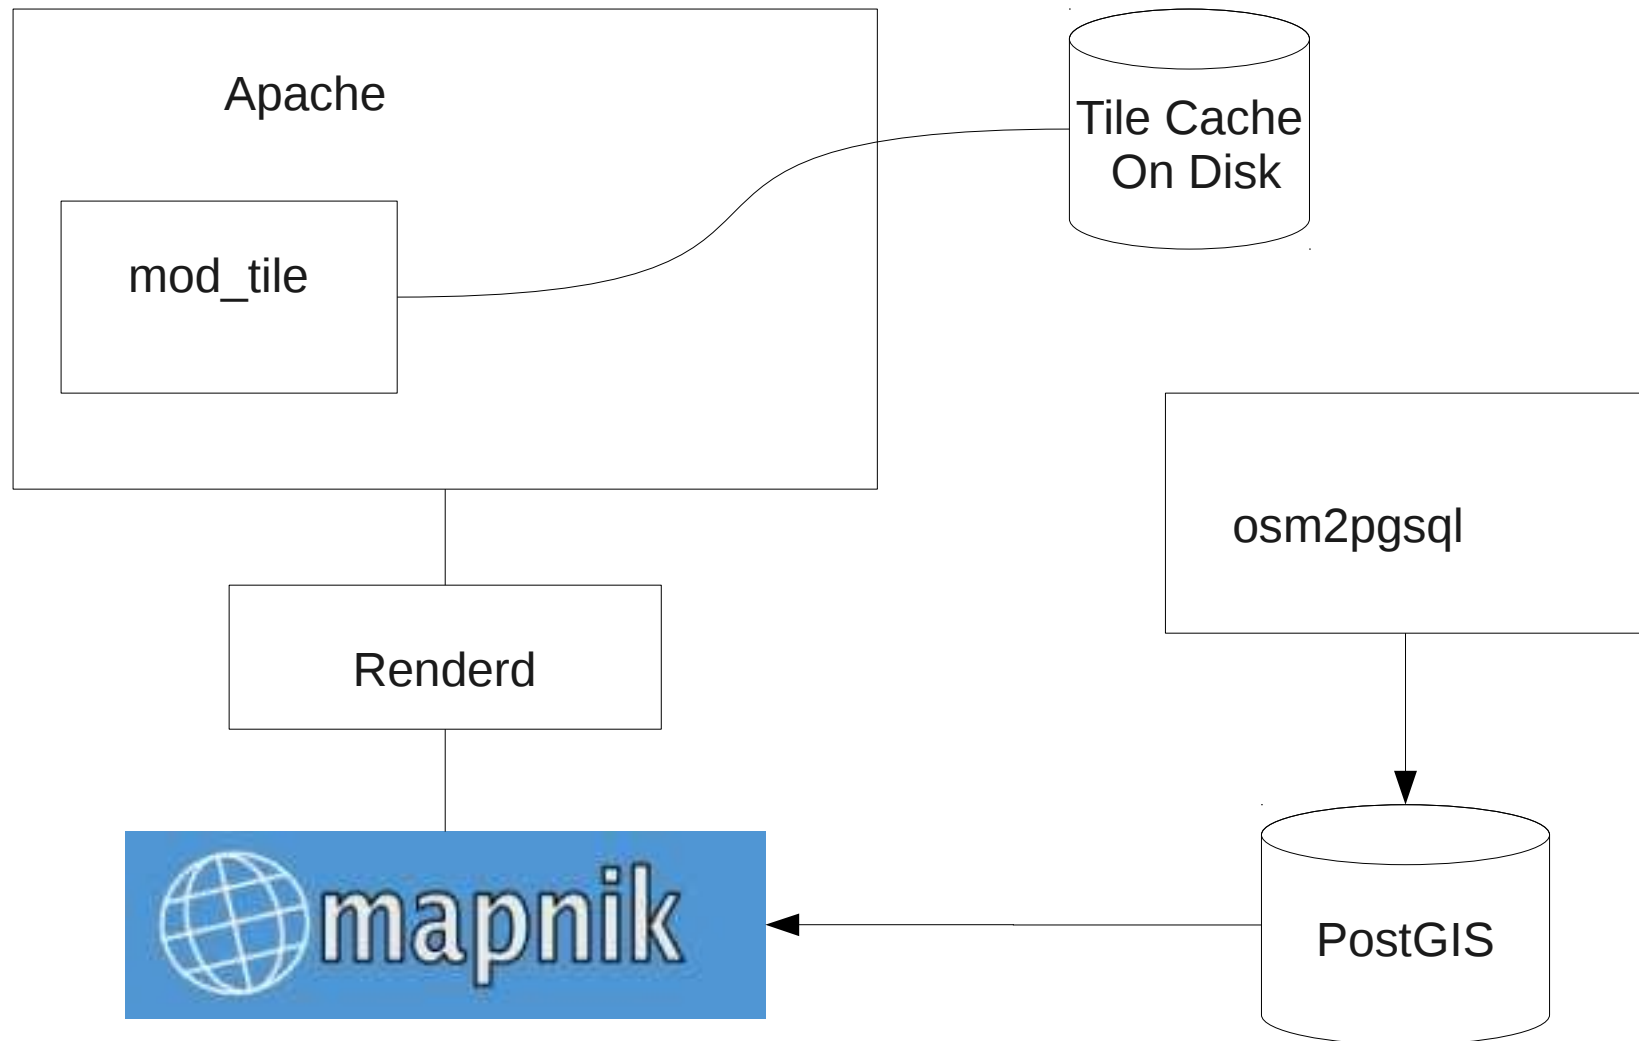 Apache
Tile Cache
On Disk
mod_tile
osm2pgsql
Renderd
mapnik
PostGIS